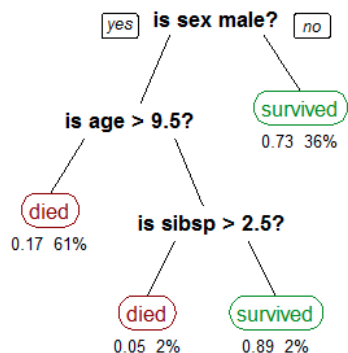 yes is sex male? no
is age > 9.5?
survived
0.73 36%
died
0.17 61%
is sibsp > 2.5?
died survived
0.05 2% 0.89 2%